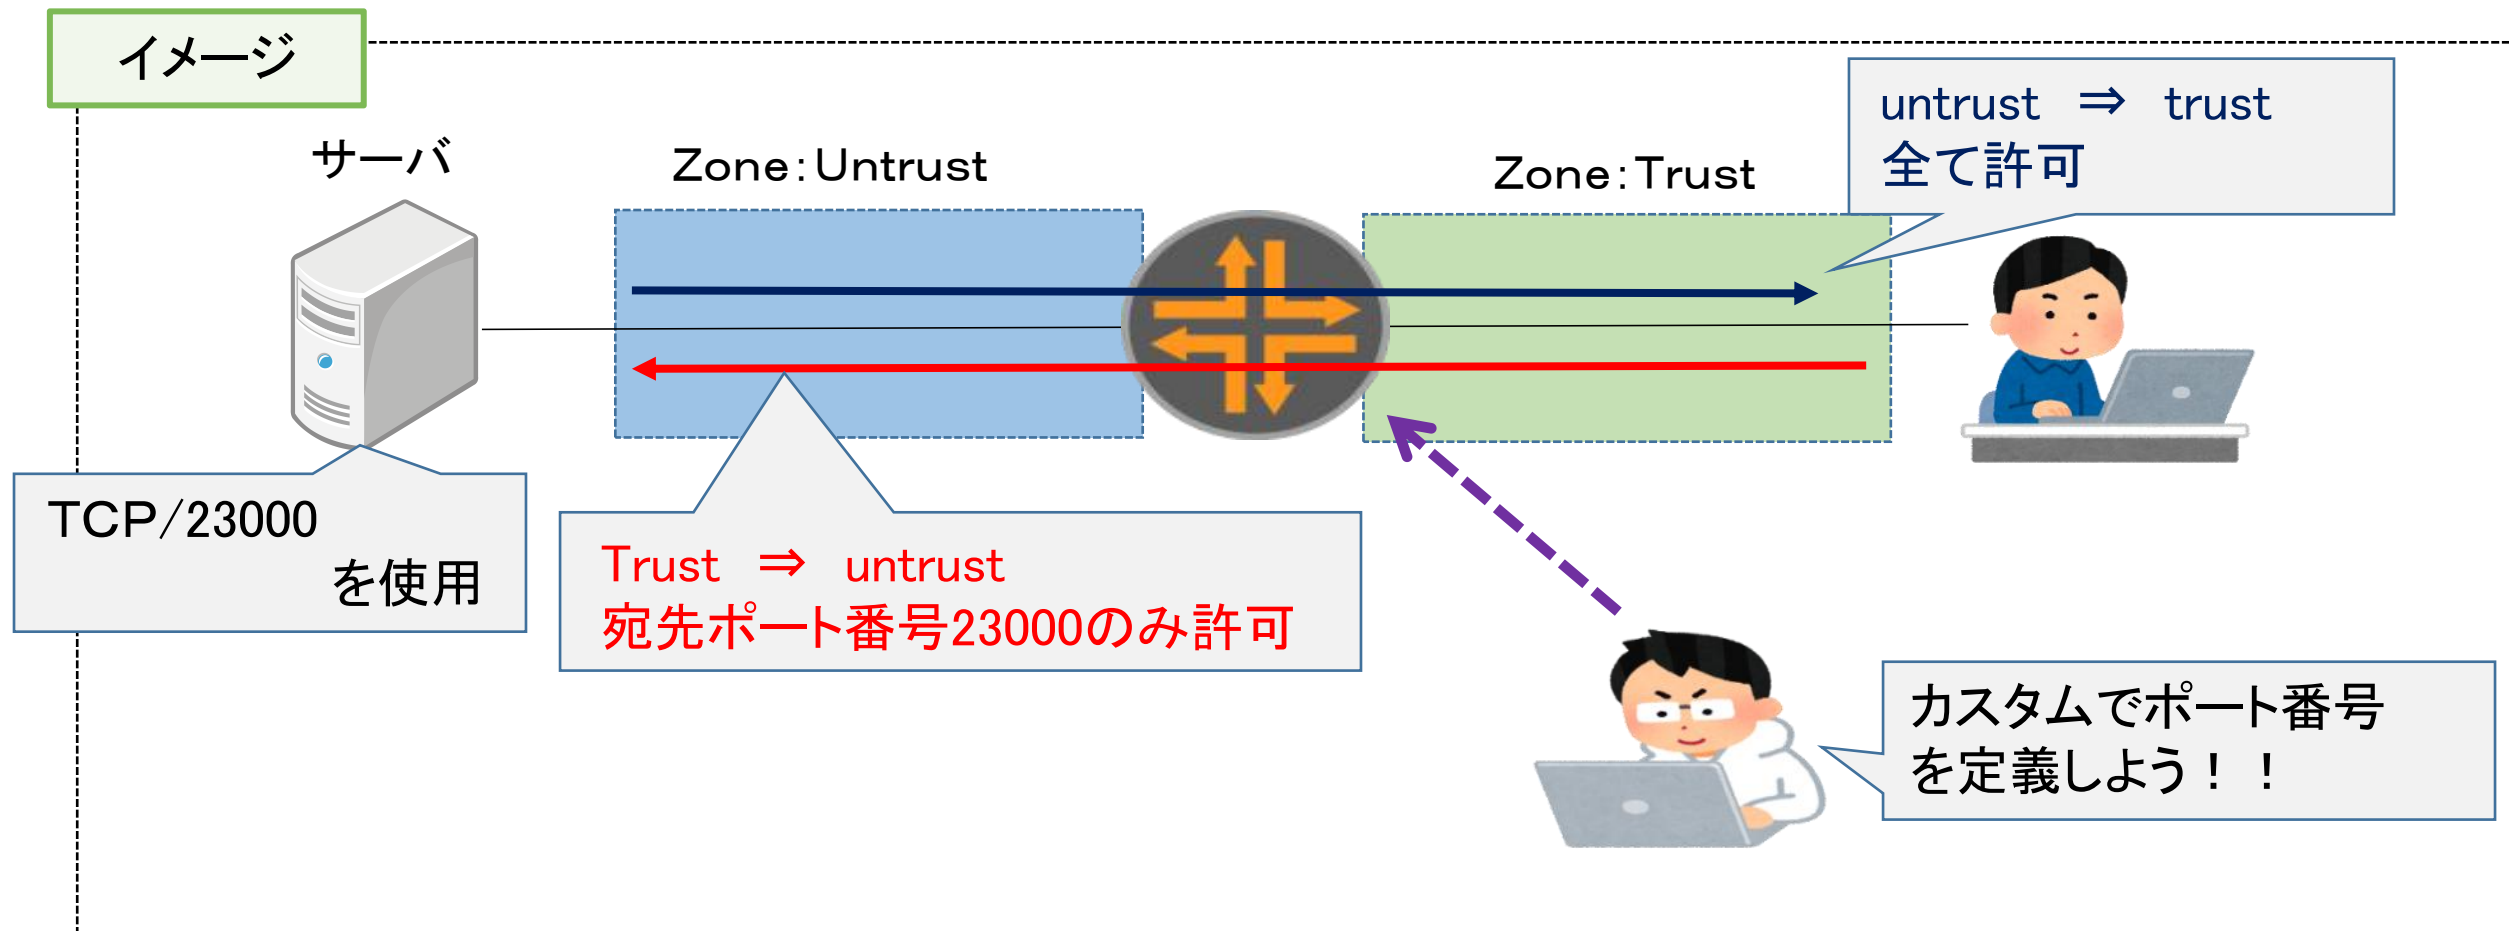 イメージ
サーバ
Zone:Untrust
Zone:Trust
untrust ⇒ trust
全て許可
TCP/23000
を使用
Trust ⇒ untrust
宛先ポート番号23000のみ許可
カスタムでポート番号
を定義しよう！！